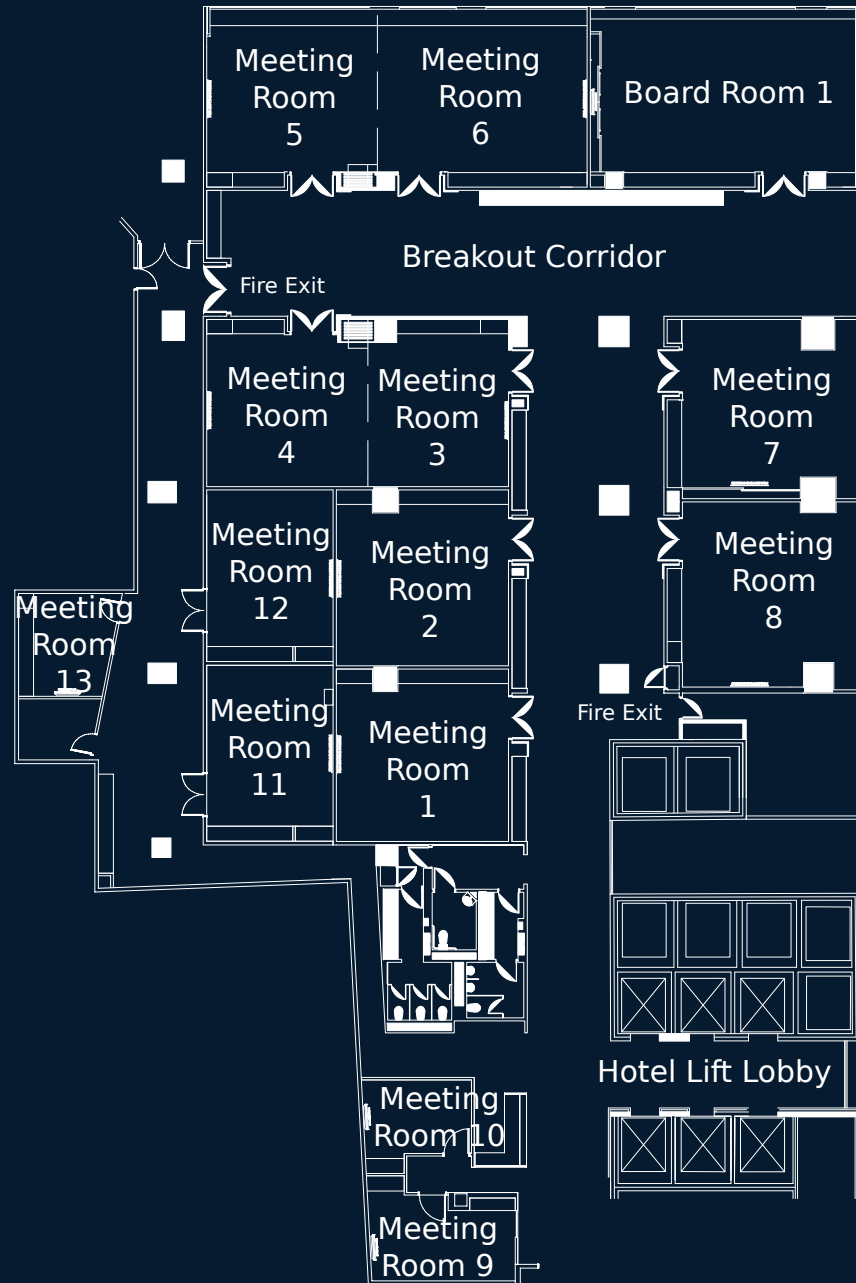 Meeting
Room
5
Meeting
Room
6
Board Room 1
Breakout Corridor
Fire Exit
Meeting
Room
4
Meeting
Room
3
Meeting
Room
7
Meeting
Room
12
Meeting
Room
2
Meeting
Room
8
Meeting
Room
13
Meeting
Room
11
Meeting
Room
1
Fire Exit
Hotel Lift Lobby
Meeting
Room 10
Meeting
Room 9